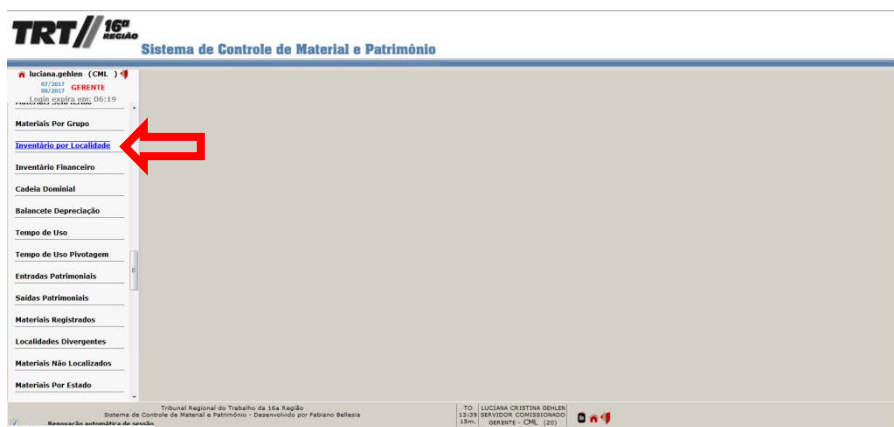 TRT// 16ª
REGIÃO
Sistema de Controle de Material e Patrimônio
luciana.gehlen (CML )
07/2017
08/2017 GERENTE
Login expira em: 06:19
Materiais Por Grupo
Inventário por Localidade
Inventário Financeiro
Cadeia Dominial
Balancete Depreciação
Tempo de Uso
Tempo de Uso Pivotagem
Entradas Patrimoniais
Saídas Patrimoniais
Materiais Registrados
Localidades Divergentes
Materiais Não Localizados
Materiais Por Estado
Tribunal Regional do Trabalho da 16a Região
Sistema de Controle de Material e Patrimônio - Desenvolvido por Fabiano Bellesia
Renovação automática de sessão
TO LUCIANA CRISTINA GEHLEN
13:39 SERVIDOR COMISSIONADO
15m. GERENTE - CML (20)